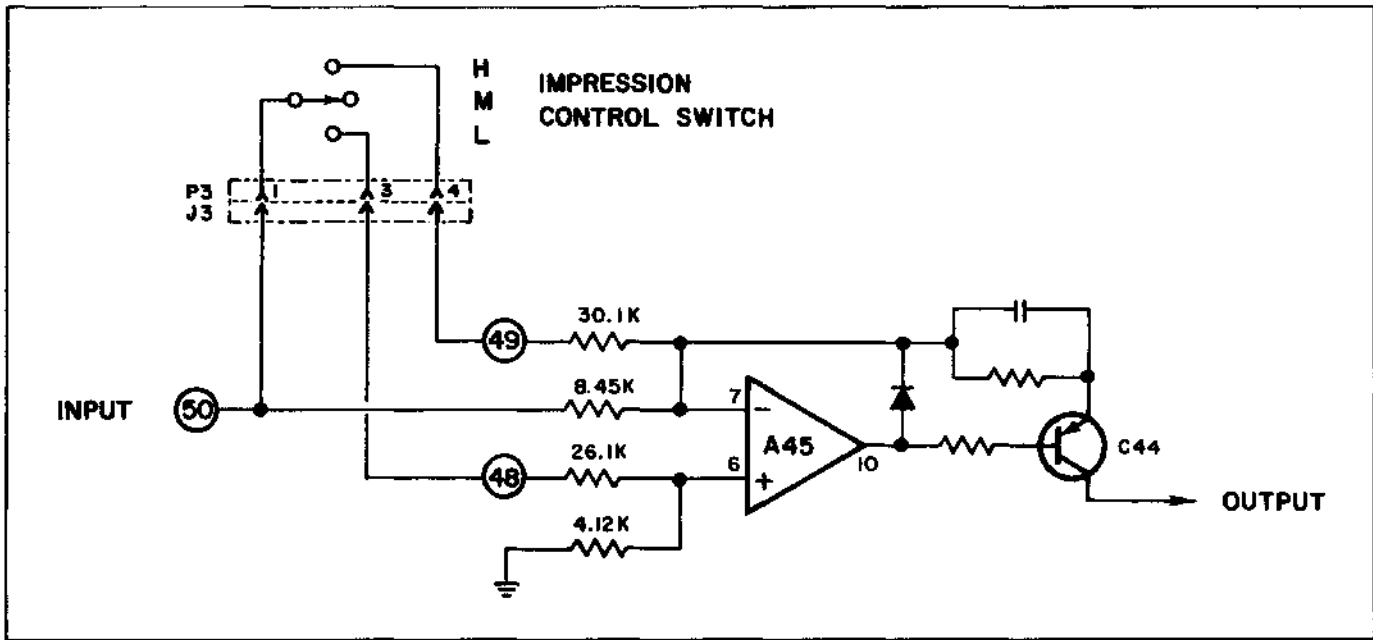 H
IMPRESSION
M
CONTROL SWITCH
L
P3
1
3
4
J3
30.1K
49
8.45K
INPUT
50
7
−
A45
26.1K
6
10
C44
48
+
OUTPUT
4.12K